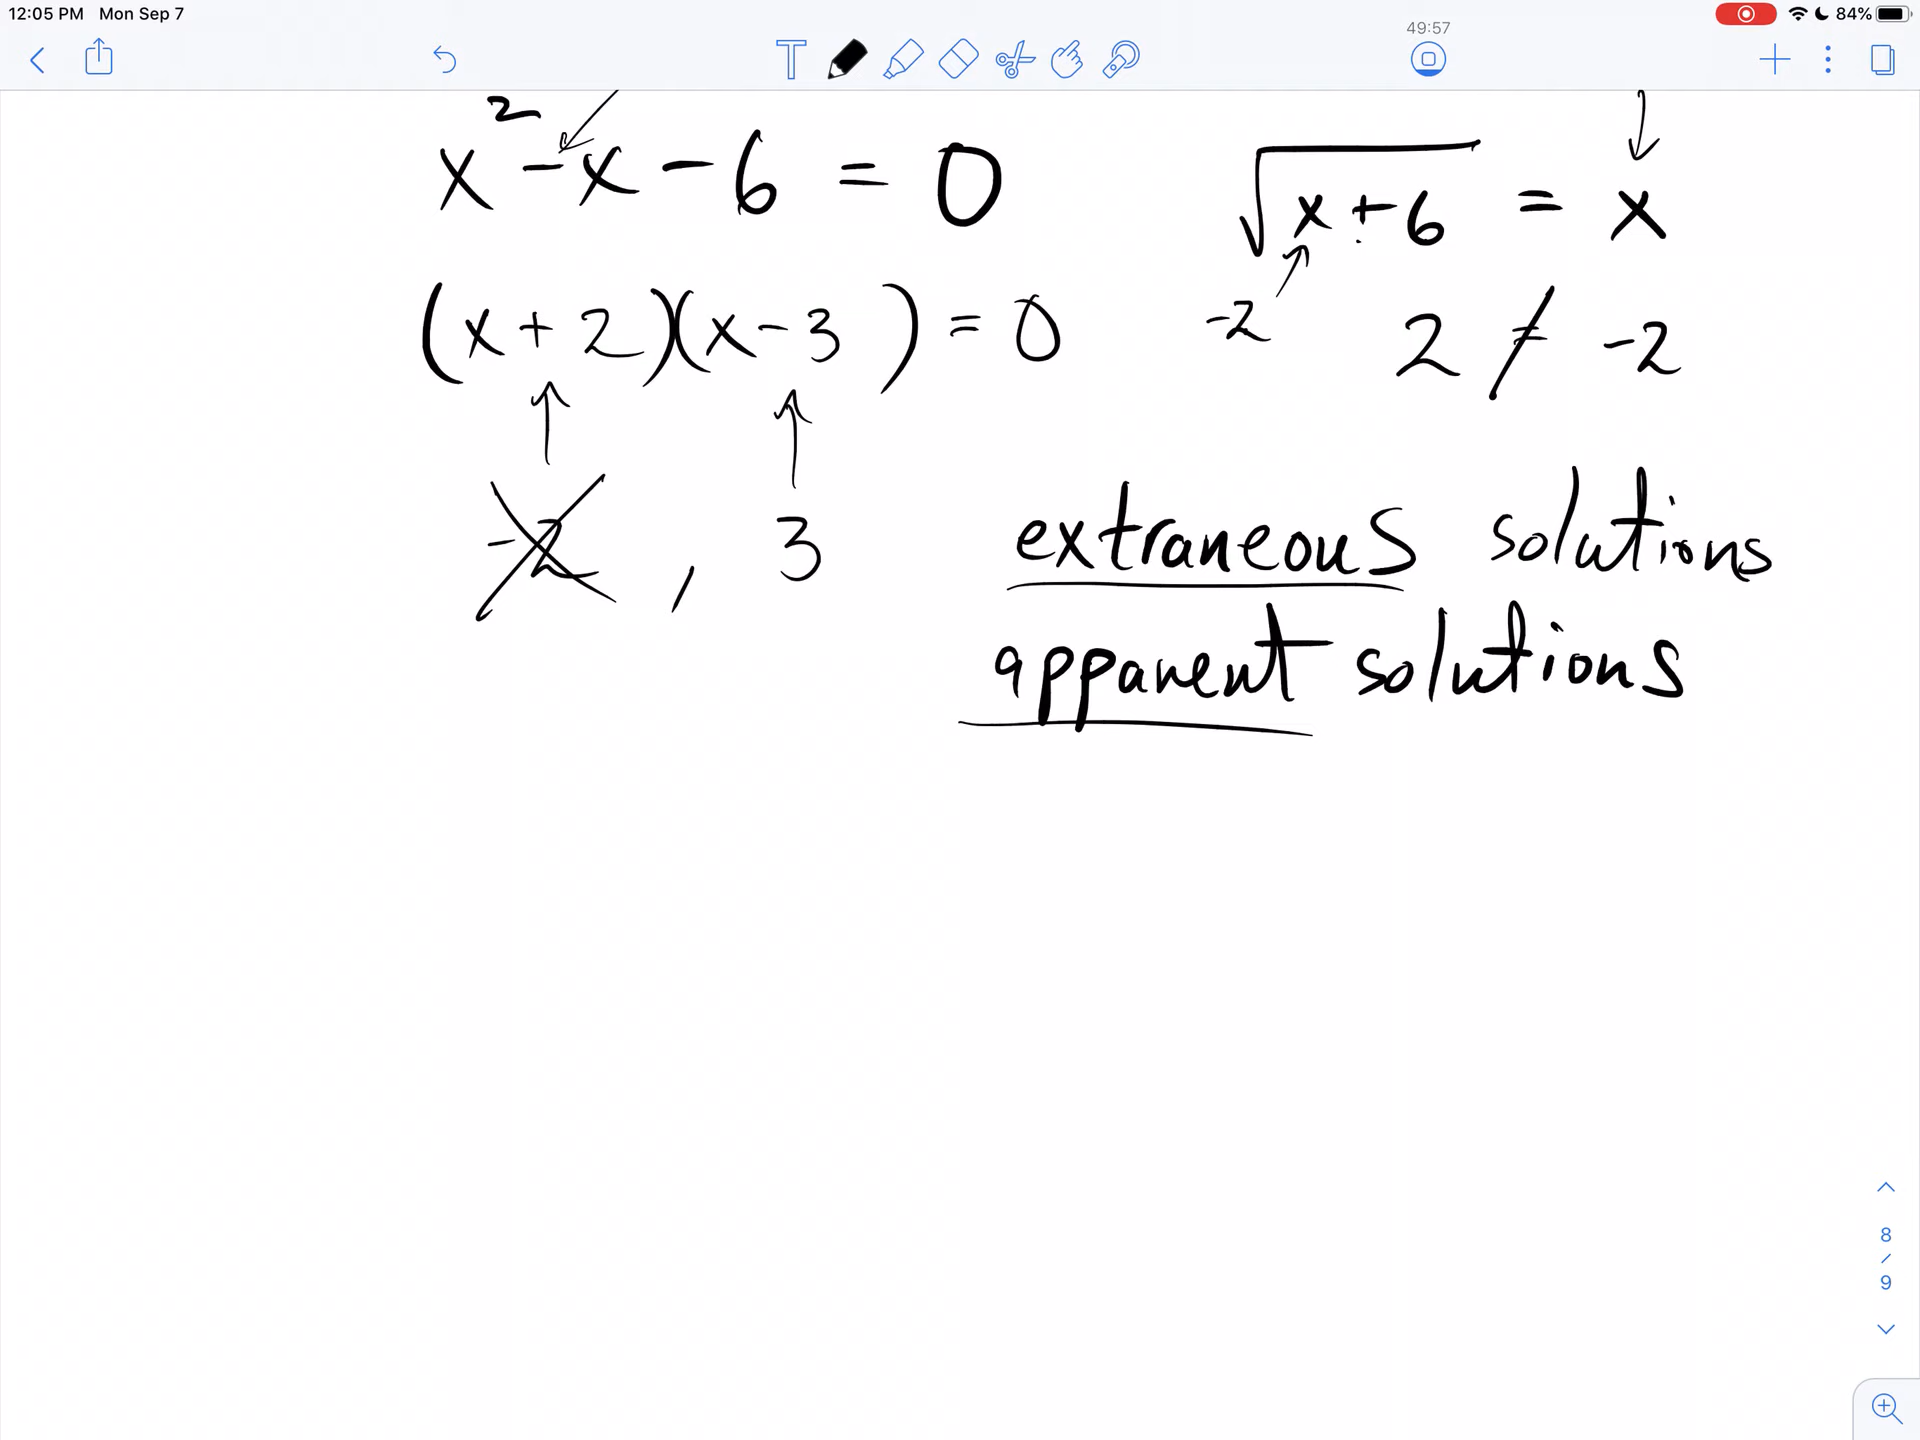 12:05 PM Mon Sep 7
84%
49:57
x² - x - 6 = 0
(x + 2)(x - 3) = 0
-2 , 3
√(x + 6) = x
-2
2 ≠ -2
extraneous solutions
apparent solutions
8
/
9